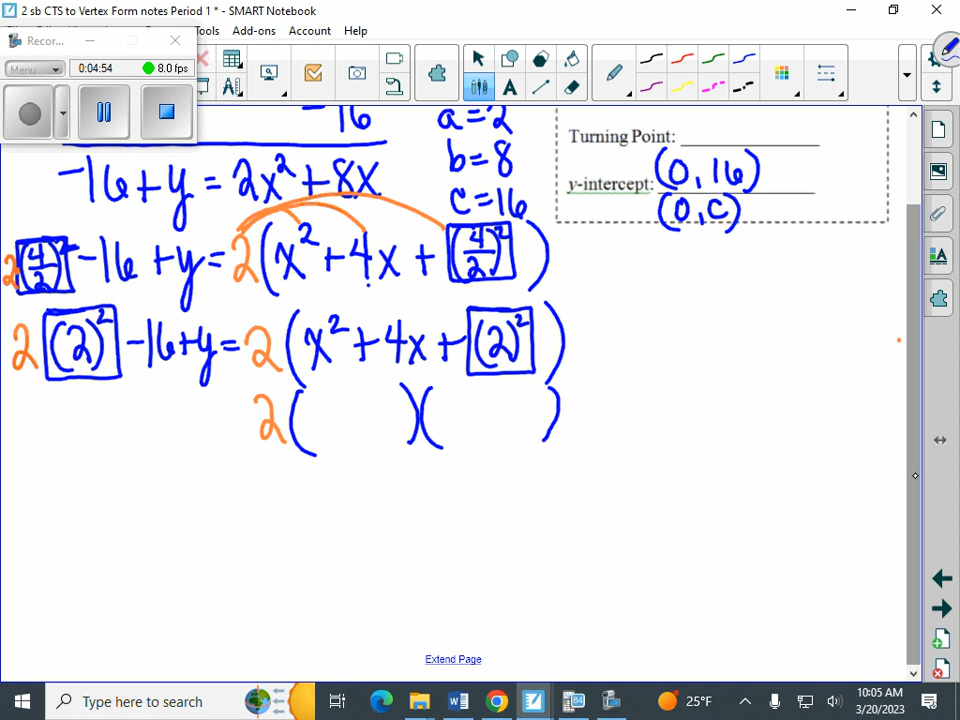 2 sb CTS to Vertex Form notes Period 1 * - SMART Notebook
Tools Add-ons Account Help
Recor...
Menu 0:04:54 8.0 fps
A
-16
a=2
-16+y=2x²+8x
b=8
c=16
Turning Point: ____________
(0,16)
y-intercept: ____________
(0,c)
2(4/2)²-16+y=2(x²+4x+(4/2)²)
2(2)²-16+y=2(x²+4x+(2)²)
2( )( )
Extend Page
Type here to search
25°F
10:05 AM
3/20/2023